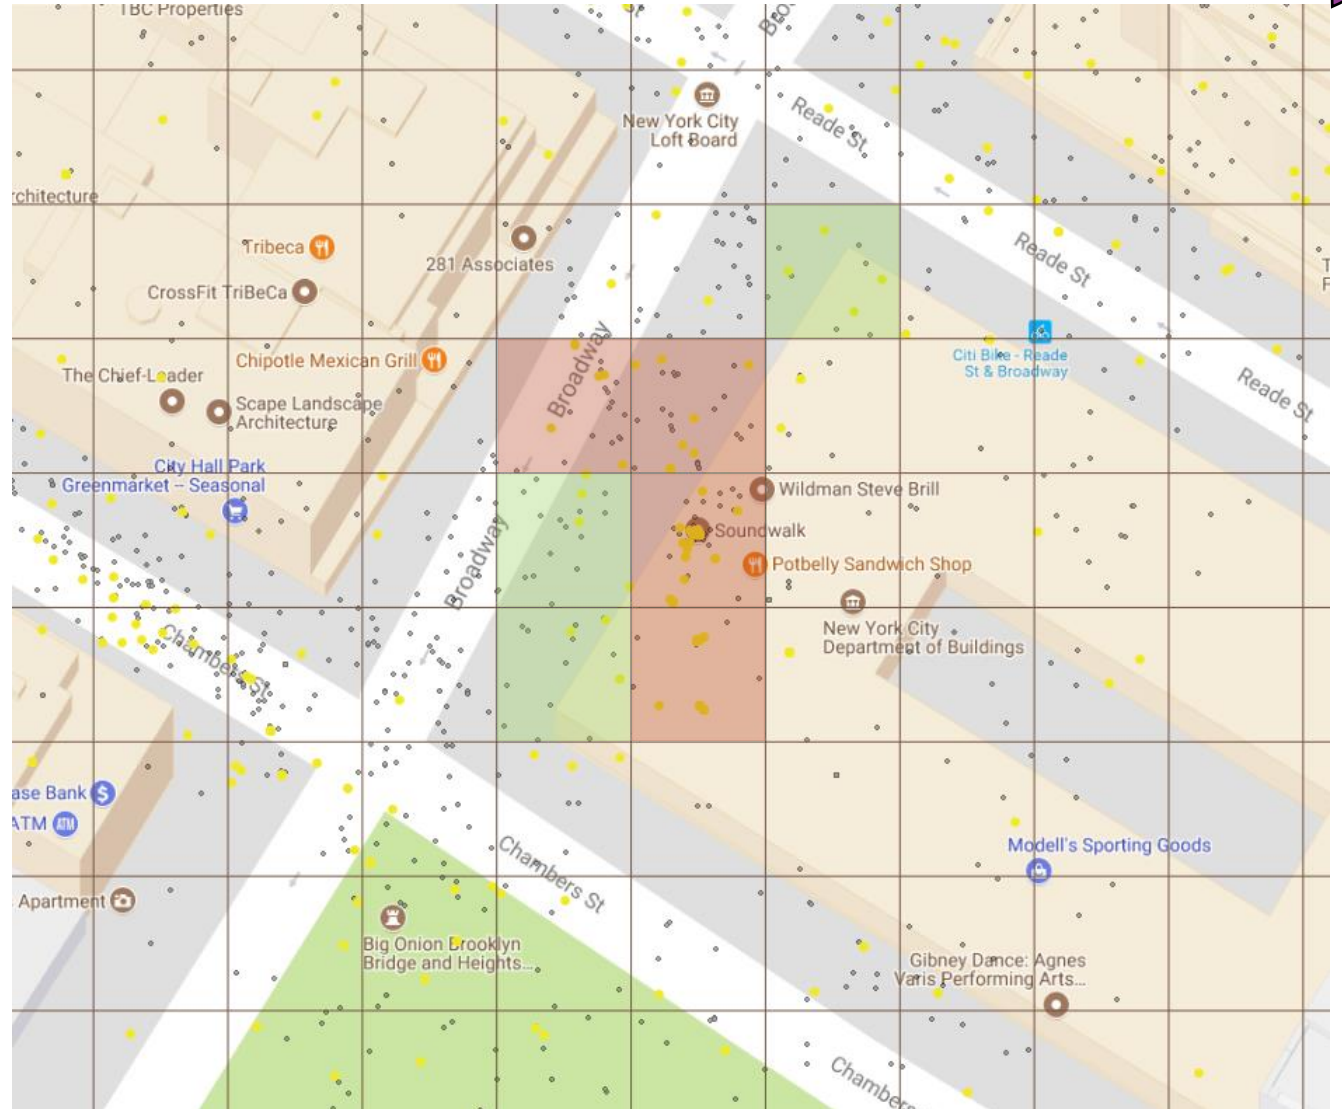 TBC Properties
St
Bro
New York City
Loft Board
Reade St
rchitecture
Tribeca
281 Associates
CrossFit TriBeCa
Reade St
T
F
Broadway
Chipotle Mexican Grill
The Chief-Leader
Scape Landscape
Architecture
Citi Bike - Reade
St & Broadway
Reade St
City Hall Park
Greenmarket – Seasonal
Wildman Steve Brill
Soundwalk
Broadway
Potbelly Sandwich Shop
New York City
Department of Buildings
Chambers St
ase Bank
$
ATM
ATM
Chambers St
Modell's Sporting Goods
Apartment
Big Onion Brooklyn
Bridge and Heights...
Gibney Dance: Agnes
Varis Performing Arts...
Chambers